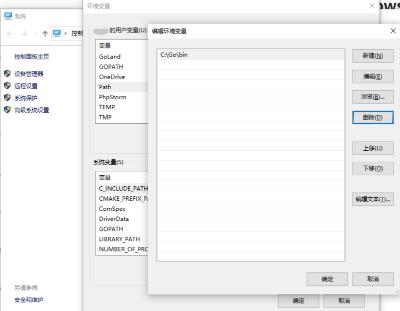 系统
控制
控制面板主页
设备管理器
远程设置
系统保护
高级系统设置
另请参阅
安全和维护
环境变量
的用户变量(U)
变量
GoLand
GOPATH
OneDrive
Path
PhpStorm
TEMP
TMP
系统变量(S)
变量
C_INCLUDE_PATH
CMAKE_PREFIX_PA
ComSpec
DriverData
GOPATH
LIBRARY_PATH
NUMBER_OF_PRO
确定
取消
编辑环境变量
C:\Go\bin
新建(N)
编辑(E)
浏览(B)...
删除(D)
上移(U)
下移(O)
编辑文本(T)...
确定
取消